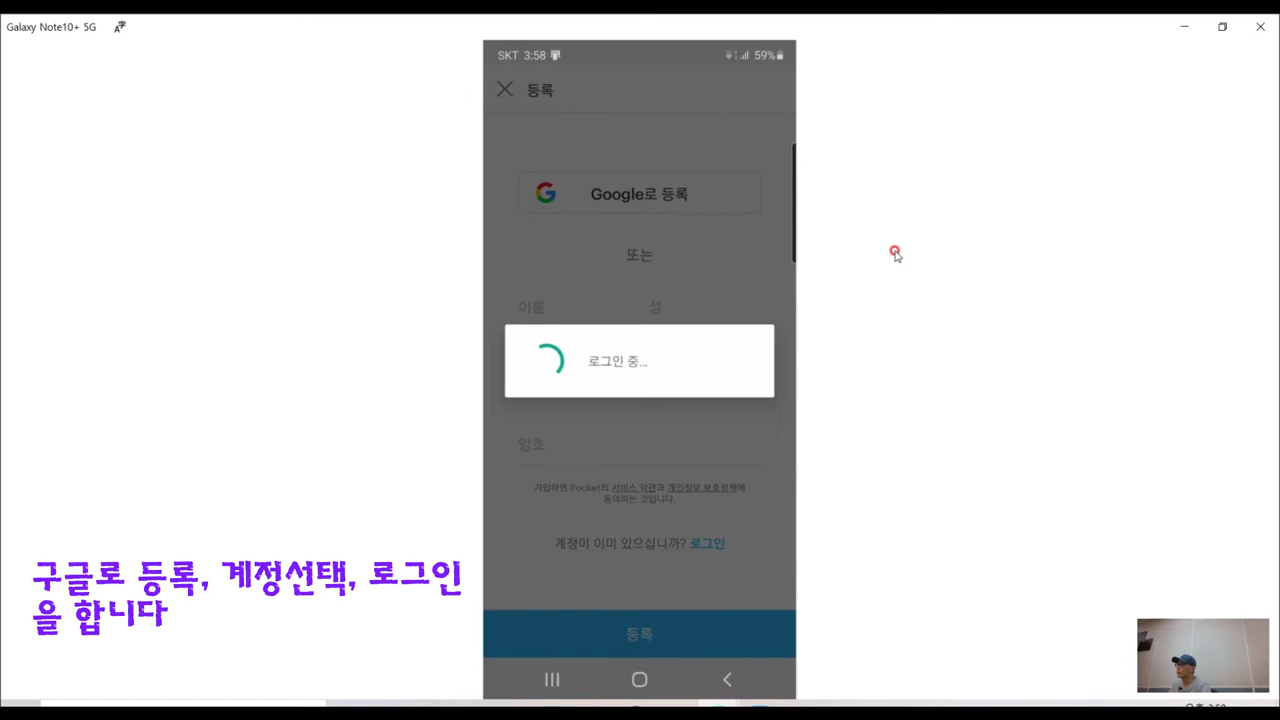 Galaxy Note10+ 5G
SKT 3:58
59%
등록
Google로 등록
또는
이름
성
로그인 중...
암호
가입하면 Pocket의 서비스 약관과 개인정보 보호정책에
동의하는 것입니다.
계정이 이미 있으십니까? 로그인
구글로 등록, 계정선택, 로그인
을 합니다
등록